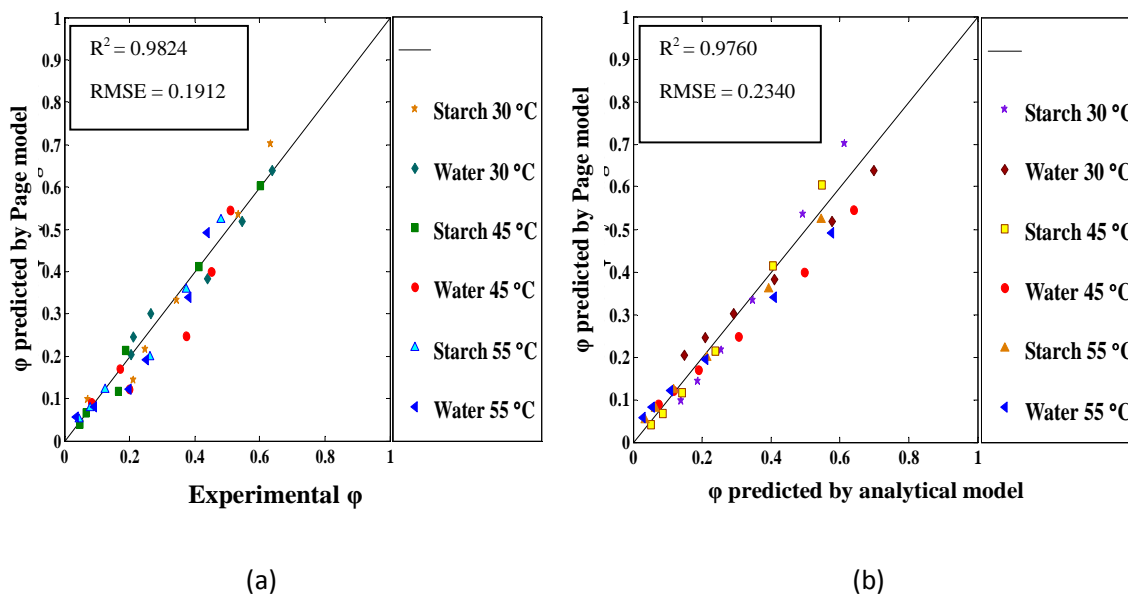 R² = 0.9824
RMSE = 0.1912
1
0.9
0.8
0.7
0.6
0.5
0.4
0.3
0.2
0.1
0
0 0.2 0.4 0.6 0.8 1
φ predicted by Page model
Experimental φ
Starch 30 °C
Water 30 °C
Starch 45 °C
Water 45 °C
Starch 55 °C
Water 55 °C
(a)
R² = 0.9760
RMSE = 0.2340
1
0.9
0.8
0.7
0.6
0.5
0.4
0.3
0.2
0.1
0
0 0.2 0.4 0.6 0.8 1
φ predicted by Page model
φ predicted by analytical model
Starch 30 °C
Water 30 °C
Starch 45 °C
Water 45 °C
Starch 55 °C
Water 55 °C
(b)